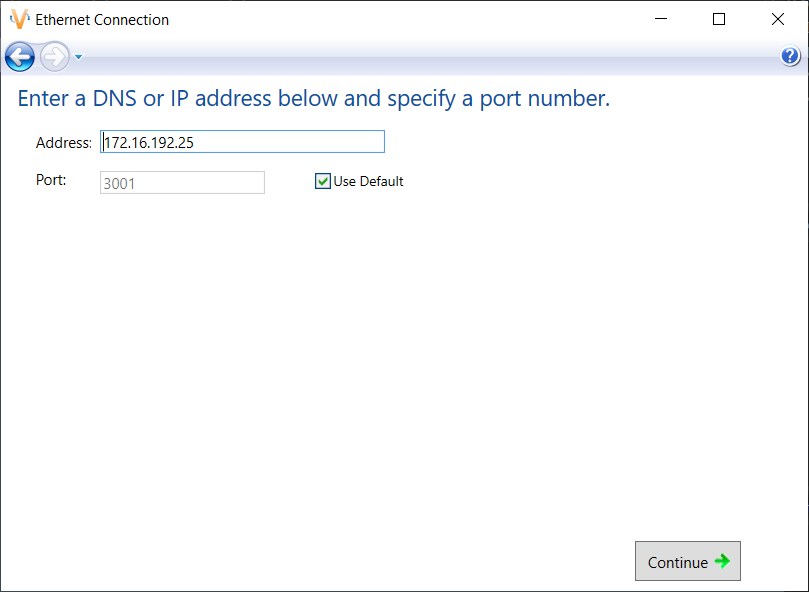 Ethernet Connection
?
Enter a DNS or IP address below and specify a port number.
Address: 172.16.192.25
Port: 3001 Use Default
Continue